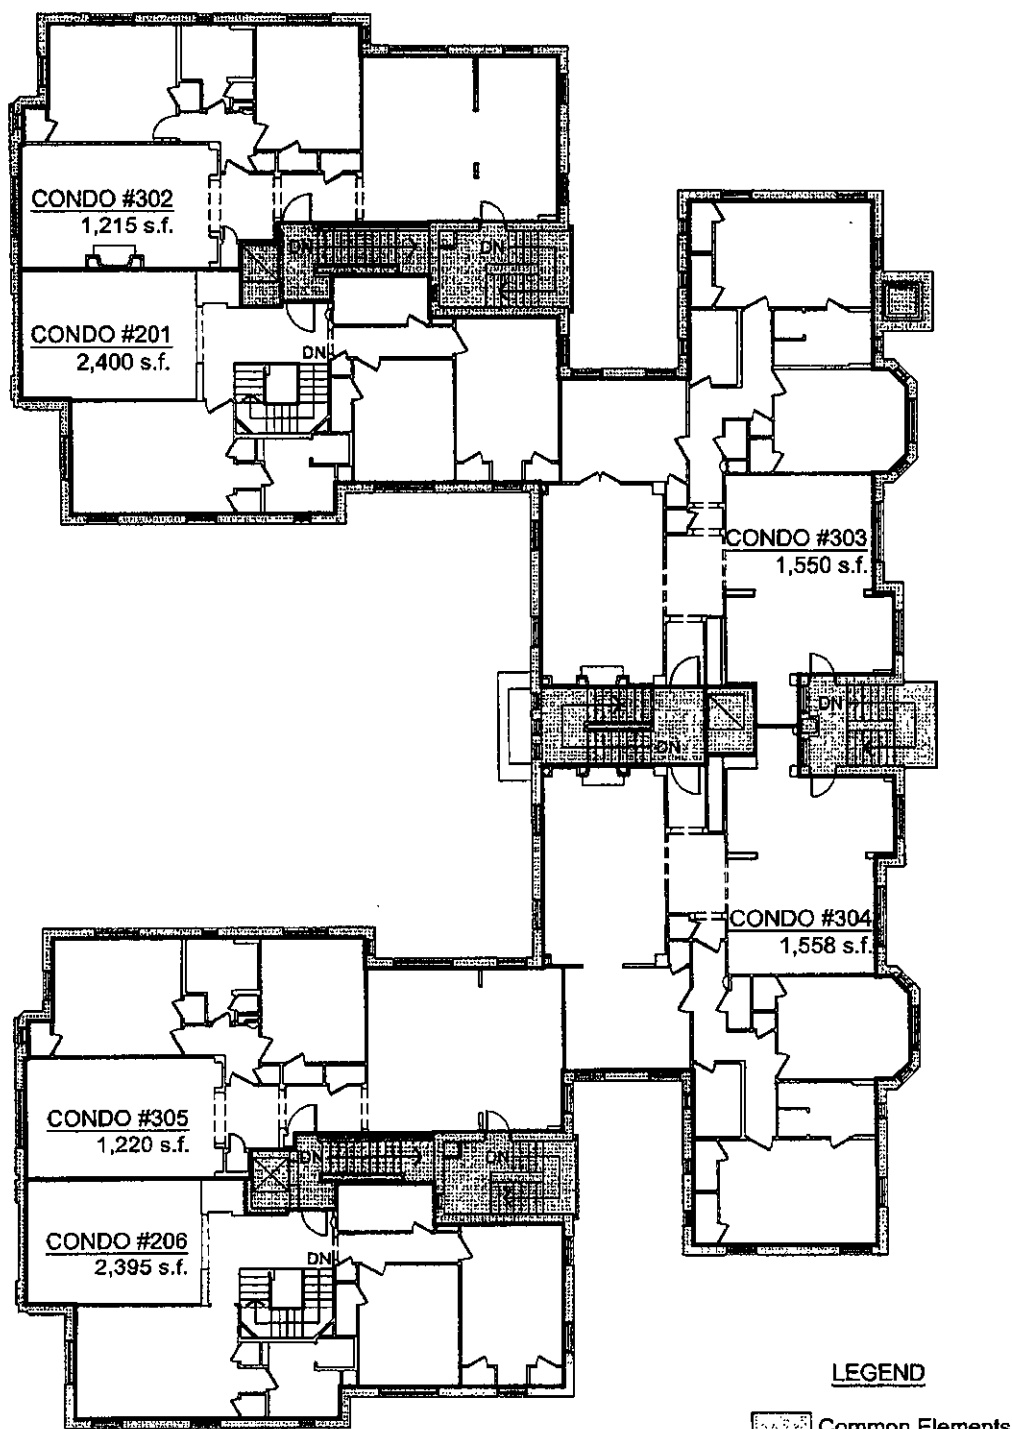 CONDO #302
1,215 s.f.
DN
DN
CONDO #201
2,400 s.f.
DN
CONDO #303
1,550 s.f.
DN
DN
CONDO #304
1,558 s.f.
CONDO #305
1,220 s.f.
DN
DN
CONDO #206
2,395 s.f.
DN
LEGEND
Common Elements